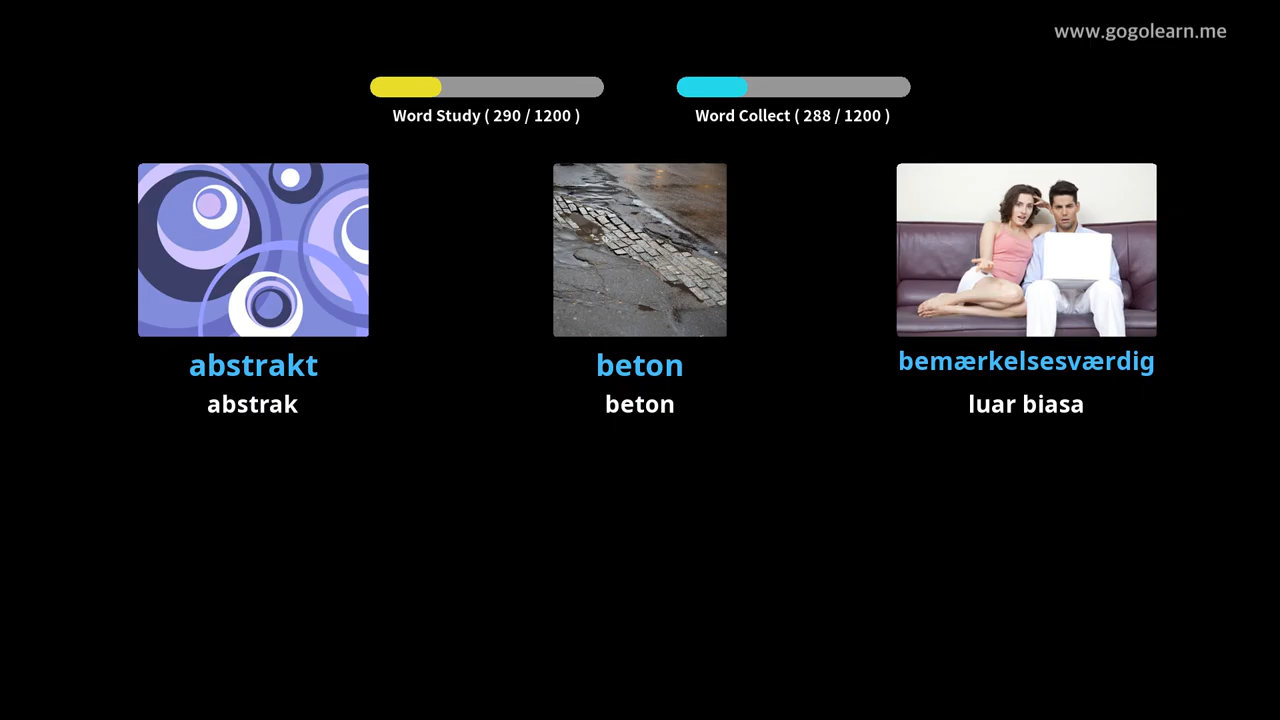 www.gogolearn.me
Word Study ( 290 / 1200 )
Word Collect ( 288 / 1200 )
abstrakt
abstrak
beton
beton
bemærkelsesværdig
luar biasa